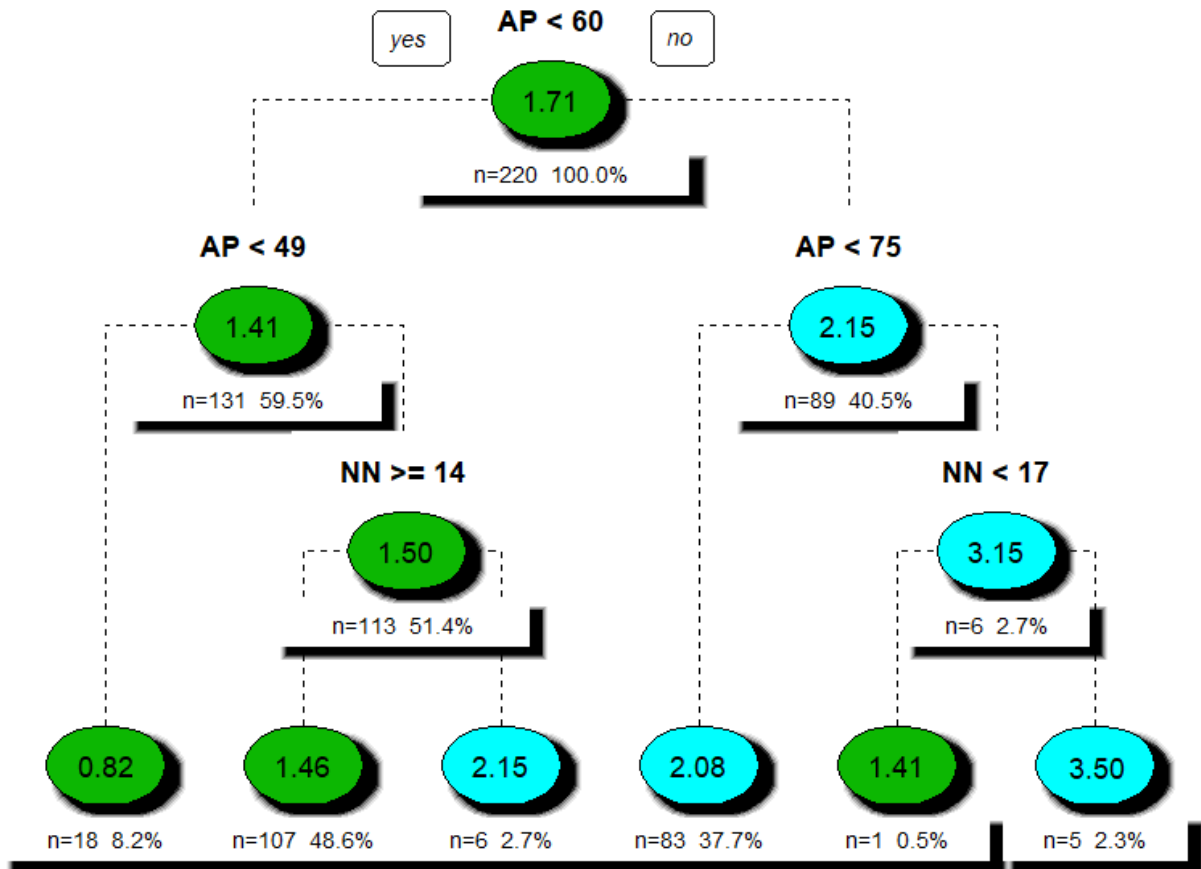 AP < 60
yes
no
1.71
n=220 100.0%
AP < 49
AP < 75
1.41
2.15
n=131 59.5%
n=89 40.5%
NN >= 14
NN < 17
1.50
3.15
n=113 51.4%
n=6 2.7%
0.82
1.46
2.15
2.08
1.41
3.50
n=18 8.2%
n=107 48.6%
n=6 2.7%
n=83 37.7%
n=1 0.5%
n=5 2.3%